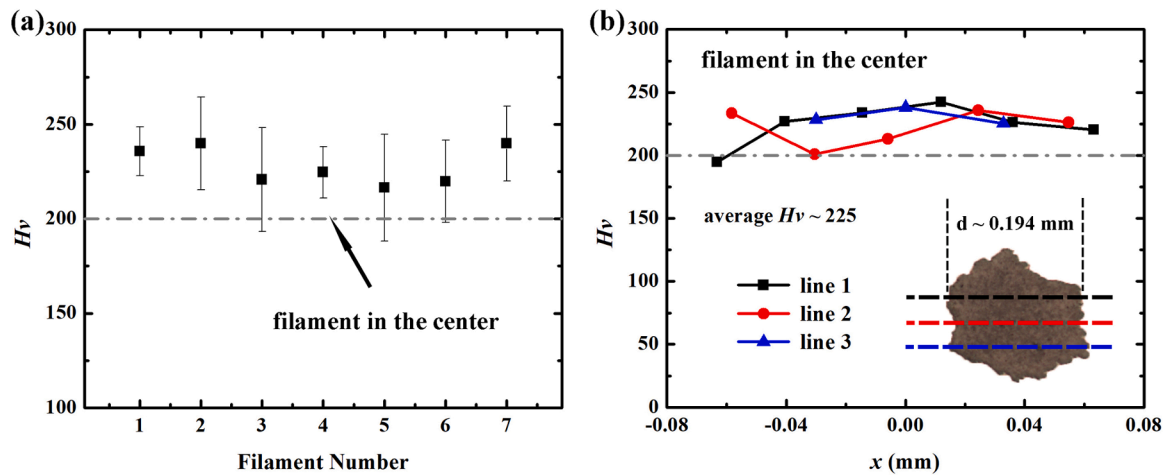 (a)
300
250
200
150
100
Hv
filament in the center
1 2 3 4 5 6 7
Filament Number
(b)
300
250
200
150
100
50
0
Hv
filament in the center
average Hv ~ 225
d ~ 0.194 mm
line 1
line 2
line 3
-0.08 -0.04 0.00 0.04 0.08
x (mm)